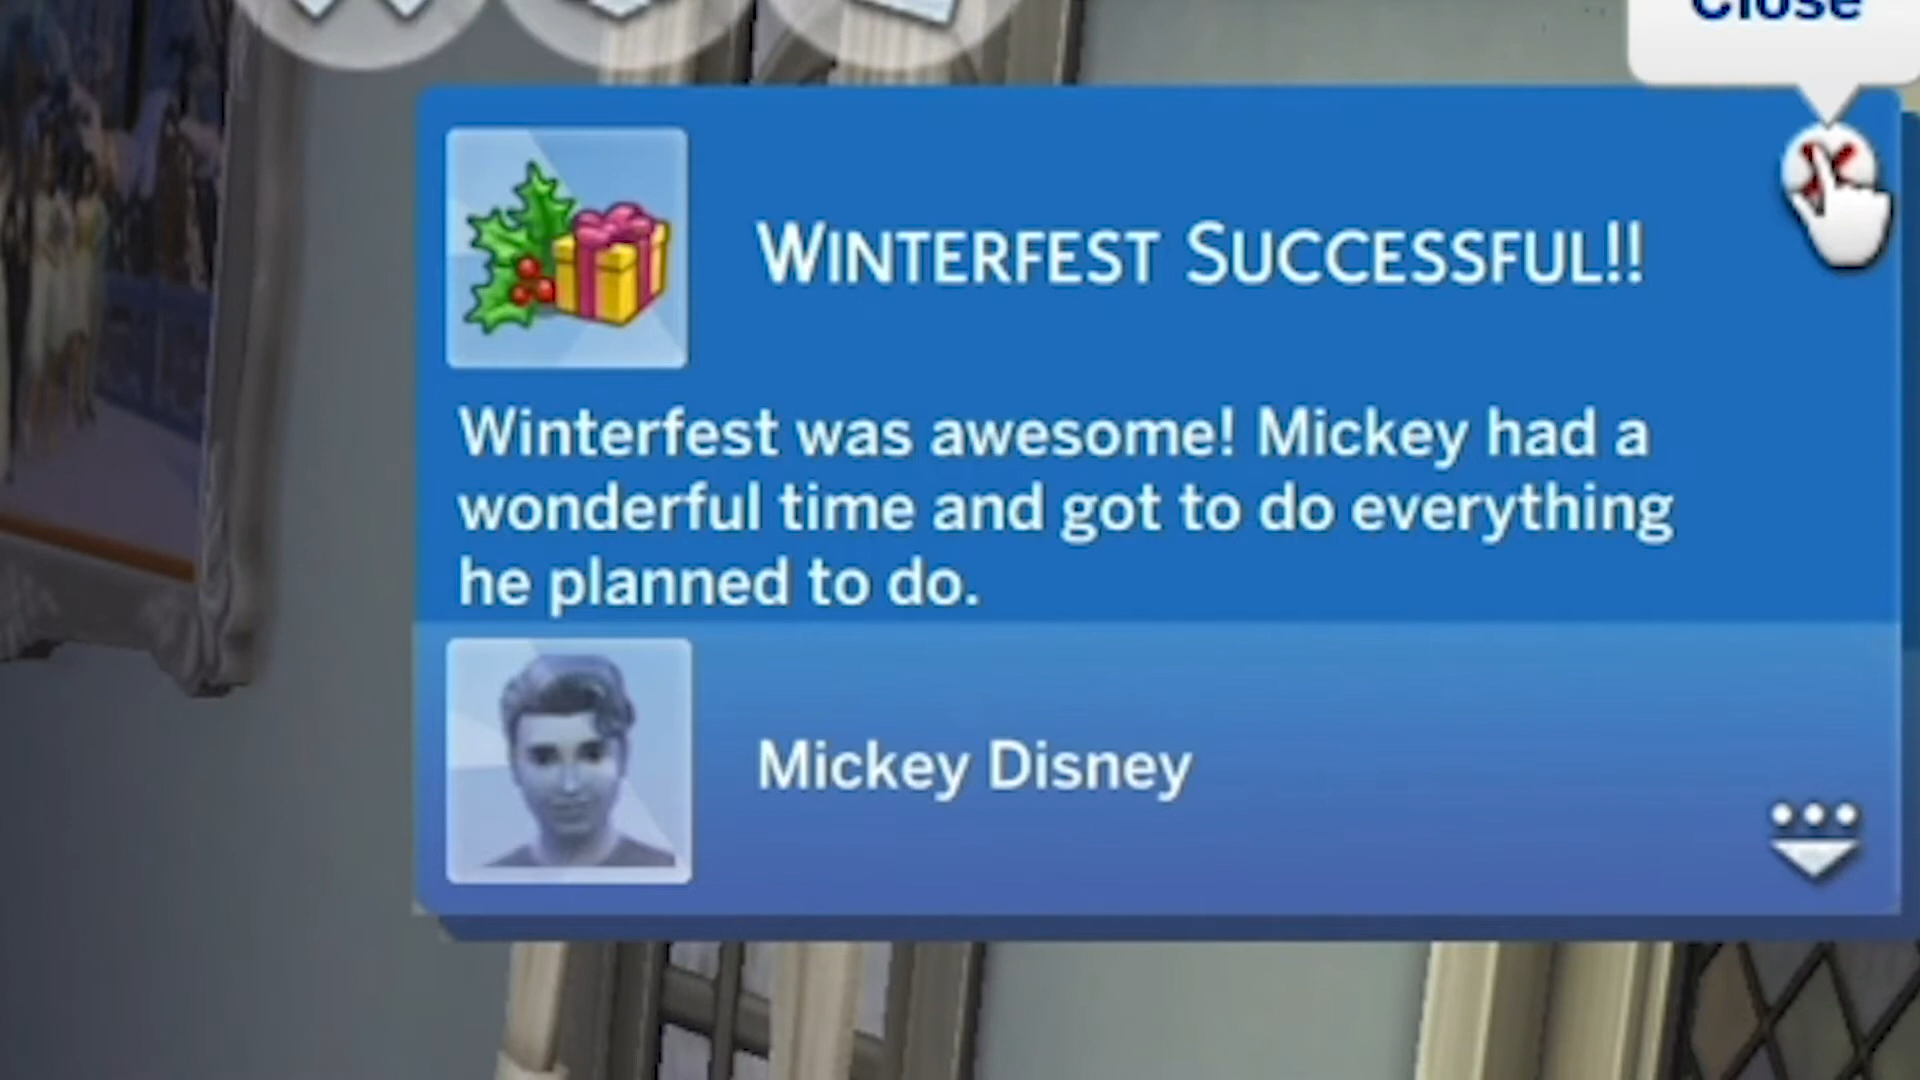 Close
WINTERFEST SUCCESSFUL!!
Winterfest was awesome! Mickey had a
wonderful time and got to do everything
he planned to do.
Mickey Disney